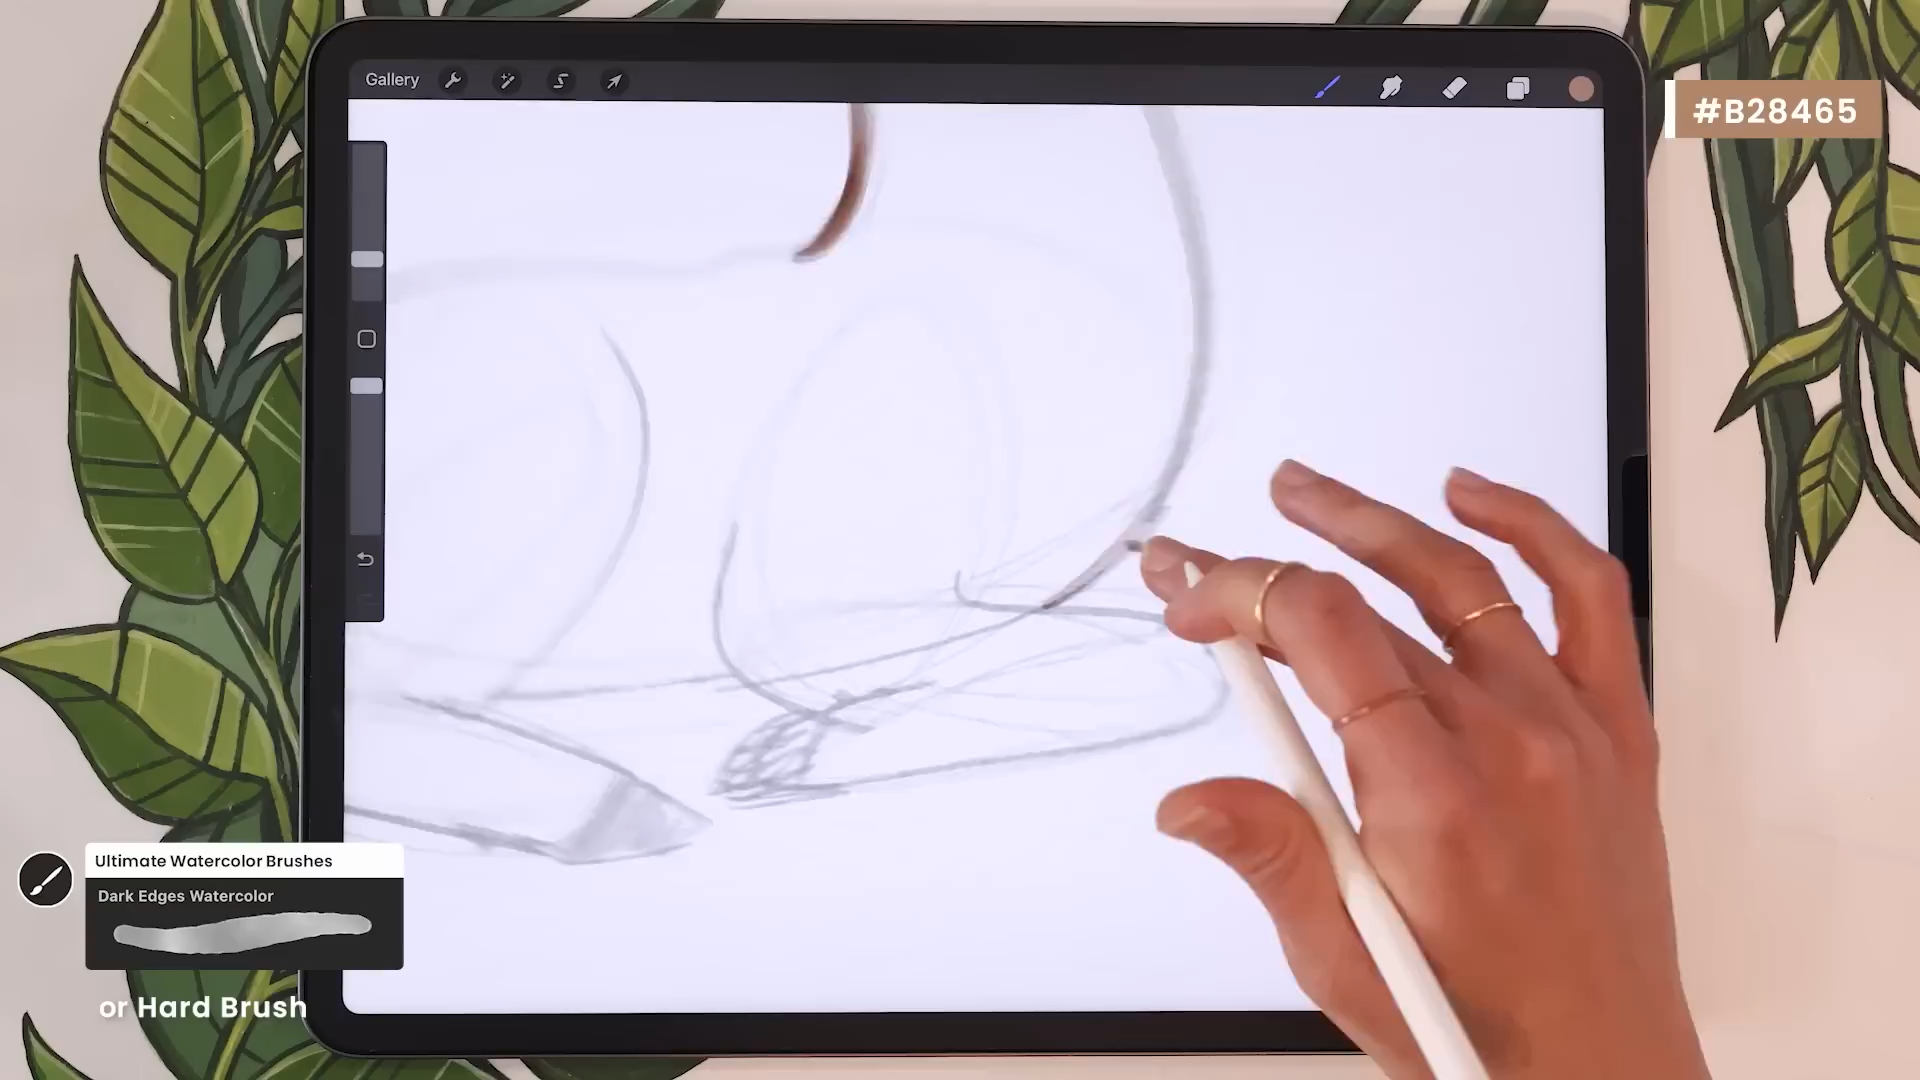 Gallery
#B28465
Ultimate Watercolor Brushes
Dark Edges Watercolor
or Hard Brush